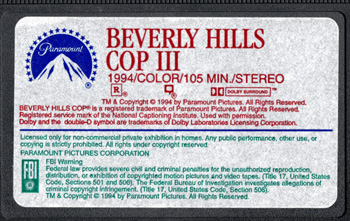 Paramount
BEVERLY HILLS
COP III
1994/COLOR/105 MIN./STEREO
R
DOLBY SURROUND
TM & Copyright © 1994 by Paramount Pictures. All Rights Reserved.
BEVERLY HILLS COP® is a registered trademark of Paramount Pictures. All Rights Reserved.
Registered service mark of the National Captioning Institute. Used with permission.
Dolby and the double-D symbol are trademarks of Dolby Laboratories Licensing Corporation.
Licensed only for non-commercial private exhibition in homes. Any public performance, other use, or
copying is strictly prohibited. All rights under copyright reserved.
PARAMOUNT PICTURES CORPORATION
FBI
FBI Warning
Federal law provides severe civil and criminal penalties for the unauthorized reproduction,
distribution, or exhibition of copyrighted motion pictures and video tapes. (Title 17, United States
Code, Sections 501 and 506). The Federal Bureau of Investigation investigates allegations of
criminal copyright infringement. (Title 17, United States Code, Section 506).
TM & Copyright © 1994 by Paramount Pictures. All Rights Reserved.